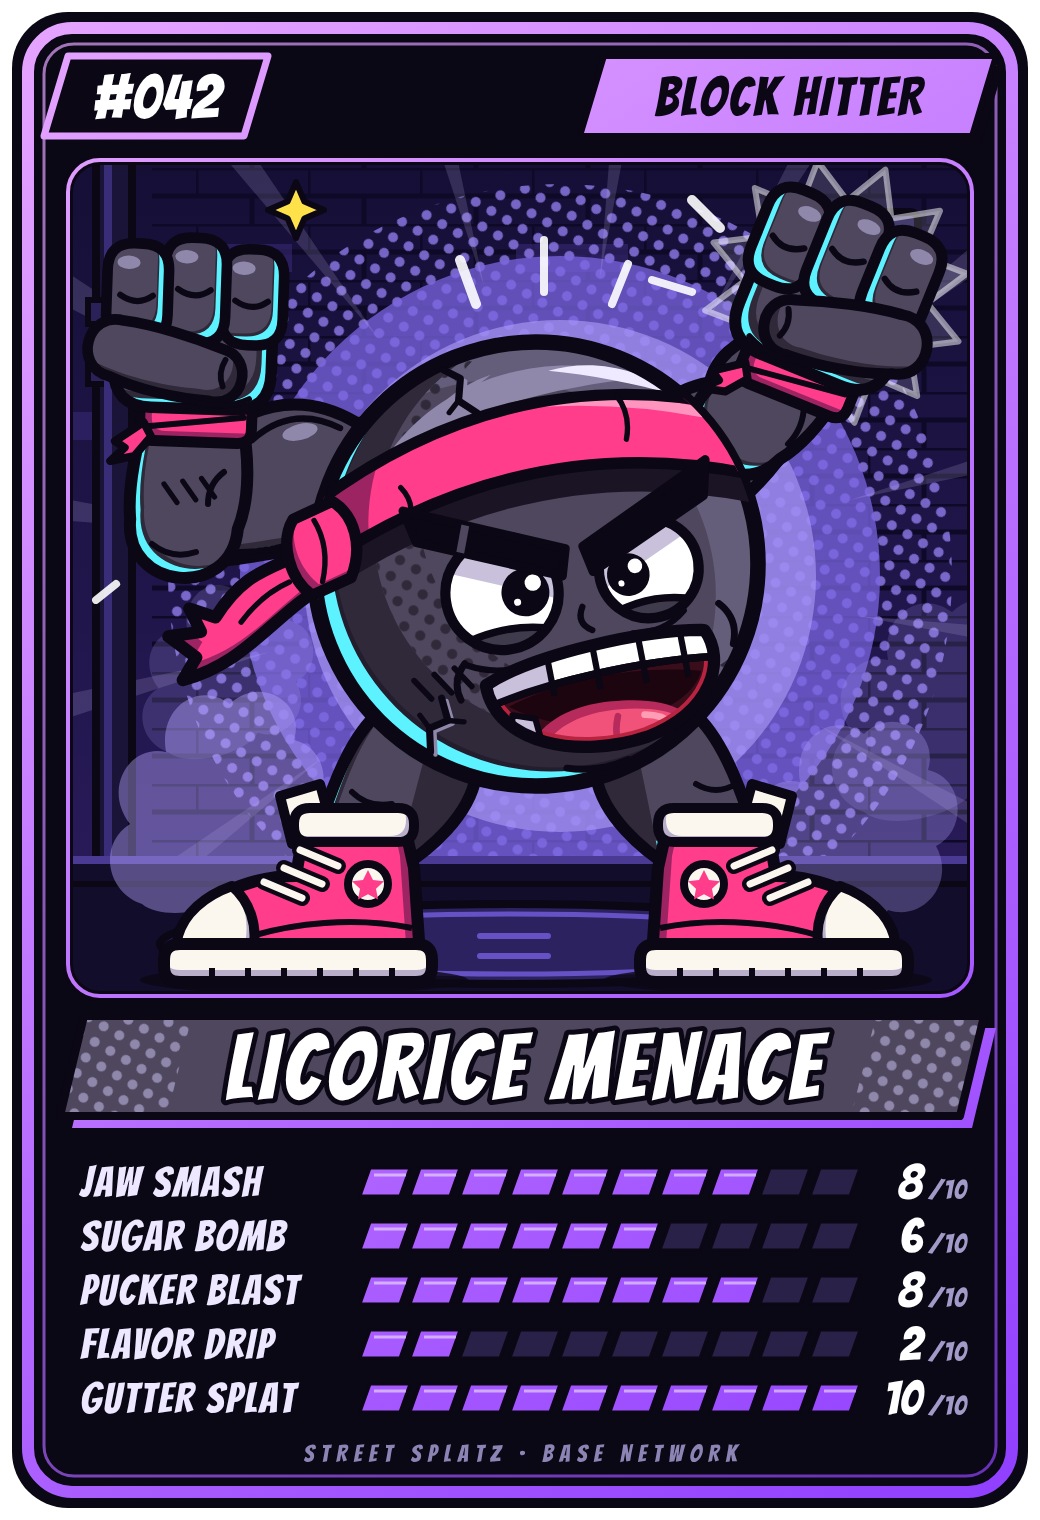 #042
BLOCK HITTER
LICORICE MENACE
JAW SMASH 8/10
SUGAR BOMB 6/10
PUCKER BLAST 8/10
FLAVOR DRIP 2/10
GUTTER SPLAT 10/10
STREET SPLATZ · BASE NETWORK